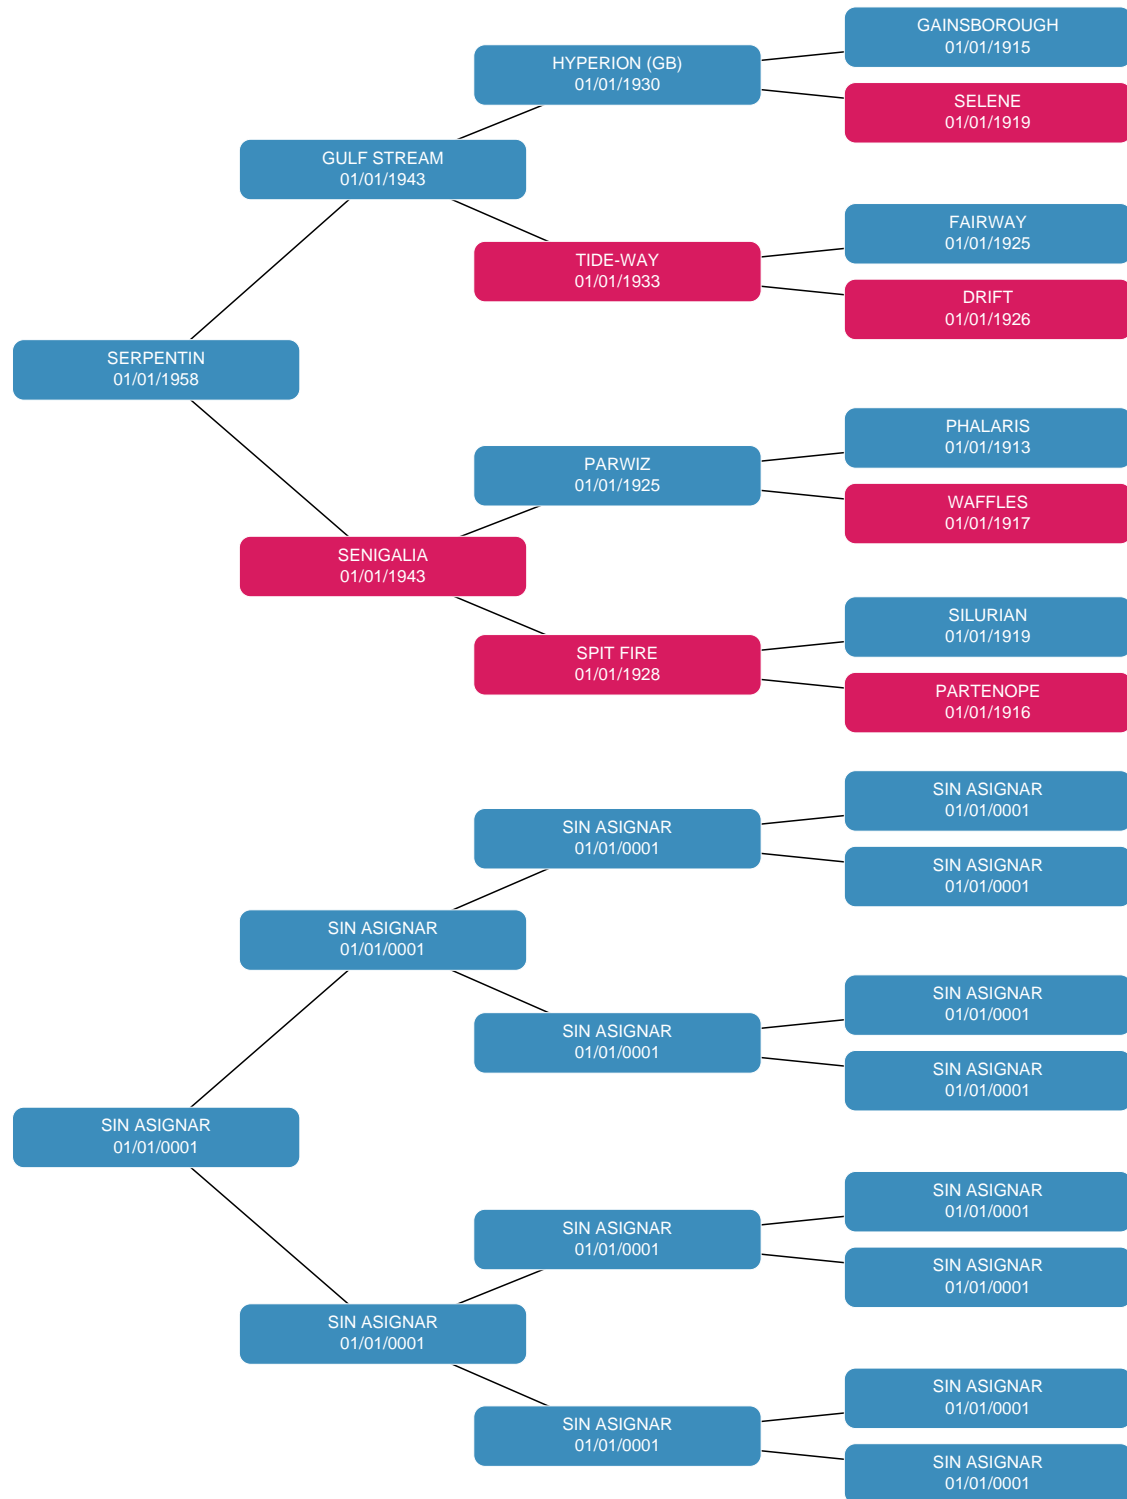 GAINSBOROUGH
01/01/1915
HYPERION (GB)
01/01/1930
SELENE
01/01/1919
GULF STREAM
01/01/1943
FAIRWAY
01/01/1925
TIDE-WAY
01/01/1933
DRIFT
01/01/1926
SERPENTIN
01/01/1958
PHALARIS
01/01/1913
PARWIZ
01/01/1925
WAFFLES
01/01/1917
SENIGALIA
01/01/1943
SILURIAN
01/01/1919
SPIT FIRE
01/01/1928
PARTENOPE
01/01/1916
SIN ASIGNAR
01/01/0001
SIN ASIGNAR
01/01/0001
SIN ASIGNAR
01/01/0001
SIN ASIGNAR
01/01/0001
SIN ASIGNAR
01/01/0001
SIN ASIGNAR
01/01/0001
SIN ASIGNAR
01/01/0001
SIN ASIGNAR
01/01/0001
SIN ASIGNAR
01/01/0001
SIN ASIGNAR
01/01/0001
SIN ASIGNAR
01/01/0001
SIN ASIGNAR
01/01/0001
SIN ASIGNAR
01/01/0001
SIN ASIGNAR
01/01/0001
SIN ASIGNAR
01/01/0001